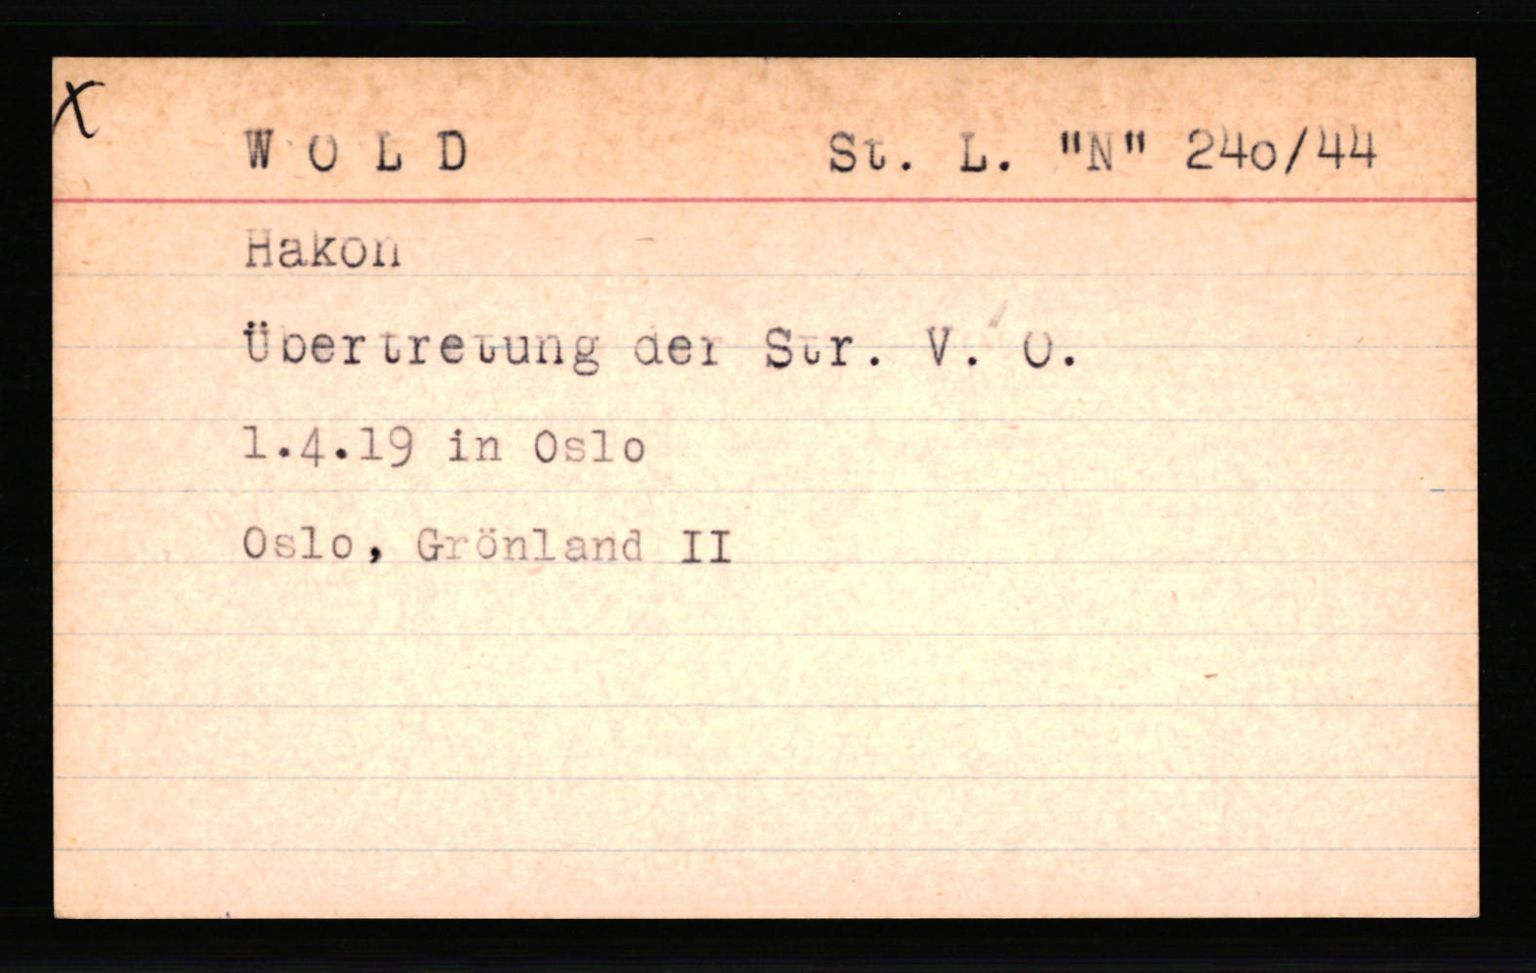 X
W O L D St. L. "N" 24o/44
Hakon
Übertretung der Str. V. O.
1.4.19 in Oslo
Oslo, Grönland II